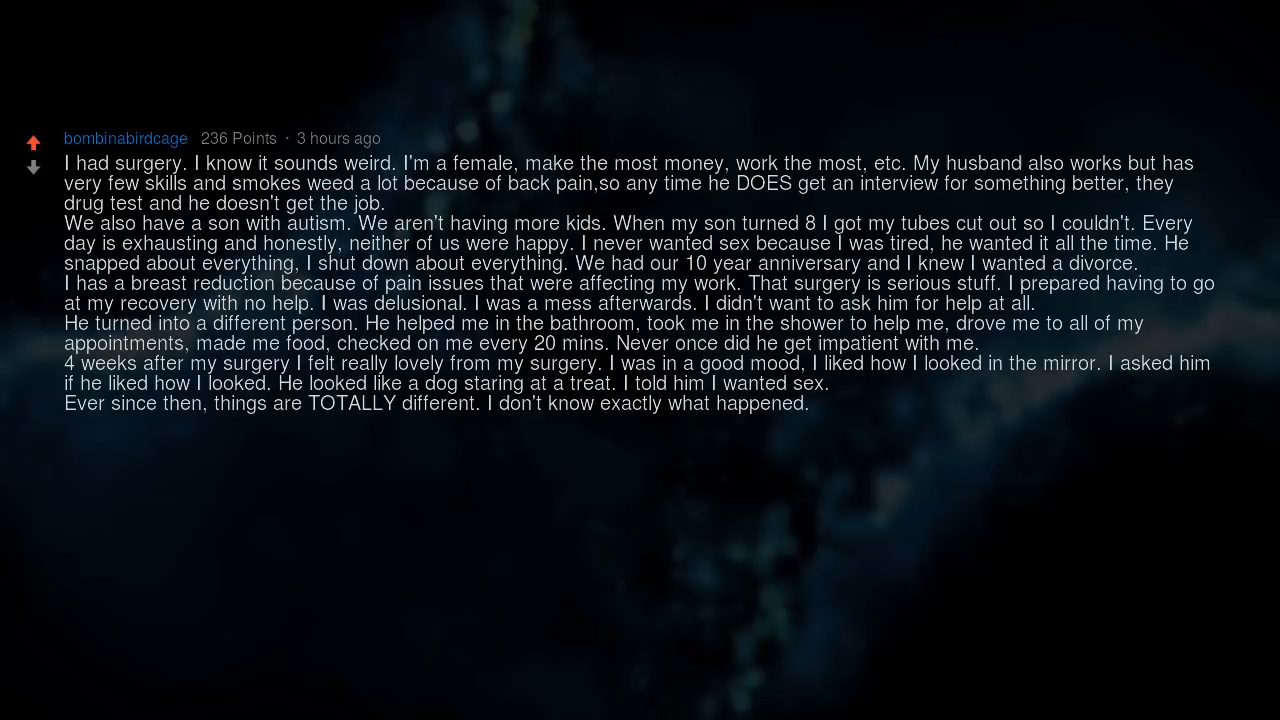 bombinabirdcage 236 Points · 3 hours ago
I had surgery. I know it sounds weird. I'm a female, make the most money, work the most, etc. My husband also works but has
very few skills and smokes weed a lot because of back pain,so any time he DOES get an interview for something better, they
drug test and he doesn't get the job.
We also have a son with autism. We aren't having more kids. When my son turned 8 I got my tubes cut out so I couldn't. Every
day is exhausting and honestly, neither of us were happy. I never wanted sex because I was tired, he wanted it all the time. He
snapped about everything, I shut down about everything. We had our 10 year anniversary and I knew I wanted a divorce.
I has a breast reduction because of pain issues that were affecting my work. That surgery is serious stuff. I prepared having to go
at my recovery with no help. I was delusional. I was a mess afterwards. I didn't want to ask him for help at all.
He turned into a different person. He helped me in the bathroom, took me in the shower to help me, drove me to all of my
appointments, made me food, checked on me every 20 mins. Never once did he get impatient with me.
4 weeks after my surgery I felt really lovely from my surgery. I was in a good mood, I liked how I looked in the mirror. I asked him
if he liked how I looked. He looked like a dog staring at a treat. I told him I wanted sex.
Ever since then, things are TOTALLY different. I don't know exactly what happened.